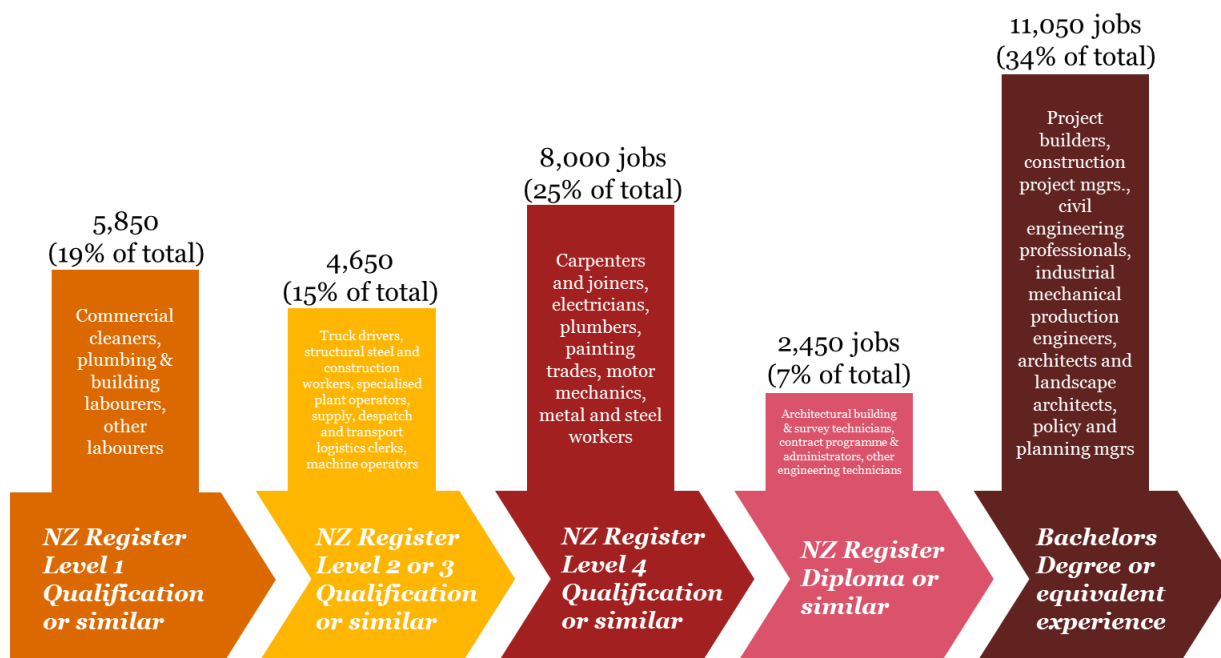 5,850
(19% of total)
Commercial
cleaners,
plumbing &
building
labourers,
other
labourers
NZ Register
Level 1
Qualification
or similar
4,650
(15% of total)
Truck drivers,
structural steel and
construction
workers, specialised
plant operators,
supply, despatch
and transport
logistics clerks,
machine operators
NZ Register
Level 2 or 3
Qualification
or similar
8,000 jobs
(25% of total)
Carpenters
and joiners,
electricians,
plumbers,
painting
trades, motor
mechanics,
metal and steel
workers
NZ Register
Level 4
Qualification
or similar
2,450 jobs
(7% of total)
Architectural building
& survey technicians,
contract programme &
administrators, other
engineering technicians
NZ Register
Diploma or
similar
11,050 jobs
(34% of total)
Project
builders,
construction
project mgrs.,
civil
engineering
professionals,
industrial
mechanical
production
engineers,
architects and
landscape
architects,
policy and
planning mgrs
Bachelors
Degree or
equivalent
experience